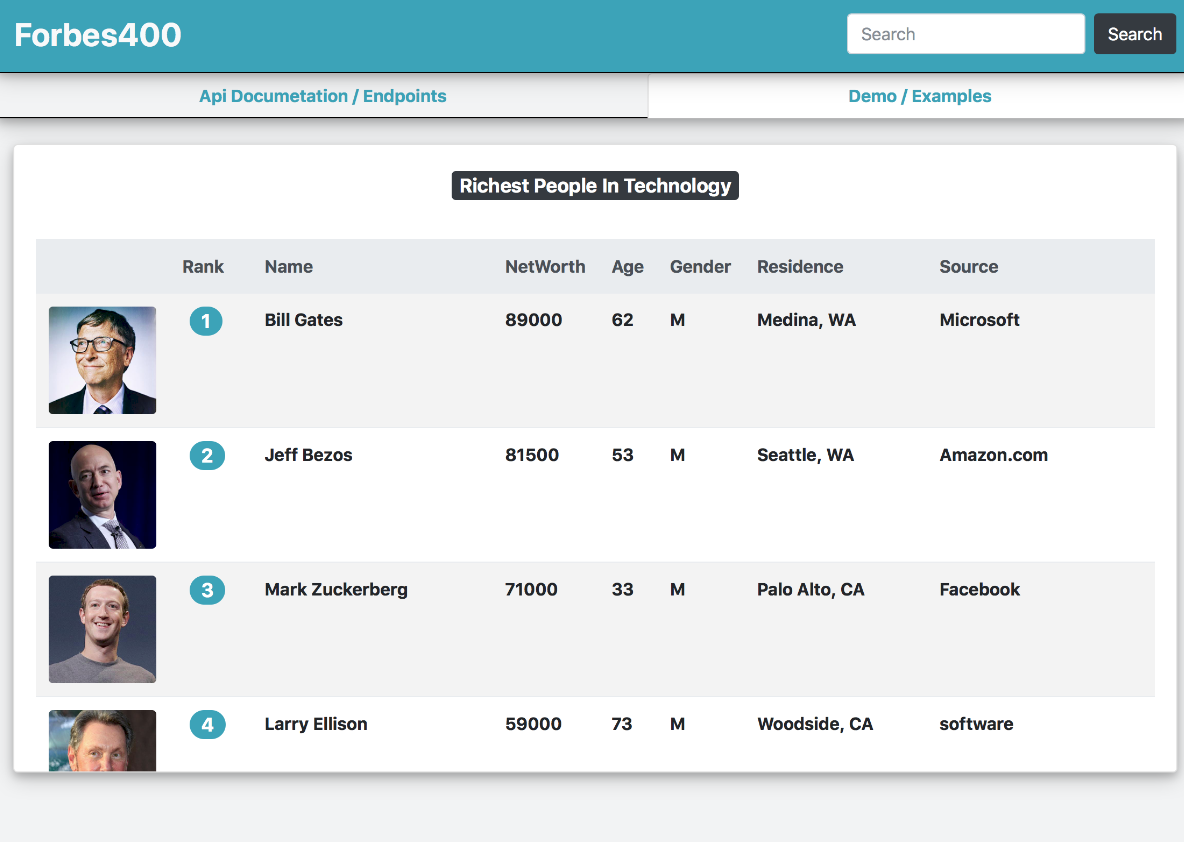 Forbes400 Search Search
Api Documetation / Endpoints Demo / Examples
Richest People In Technology
Rank Name NetWorth Age Gender Residence Source
1 Bill Gates 89000 62 M Medina, WA Microsoft
2 Jeff Bezos 81500 53 M Seattle, WA Amazon.com
3 Mark Zuckerberg 71000 33 M Palo Alto, CA Facebook
4 Larry Ellison 59000 73 M Woodside, CA software